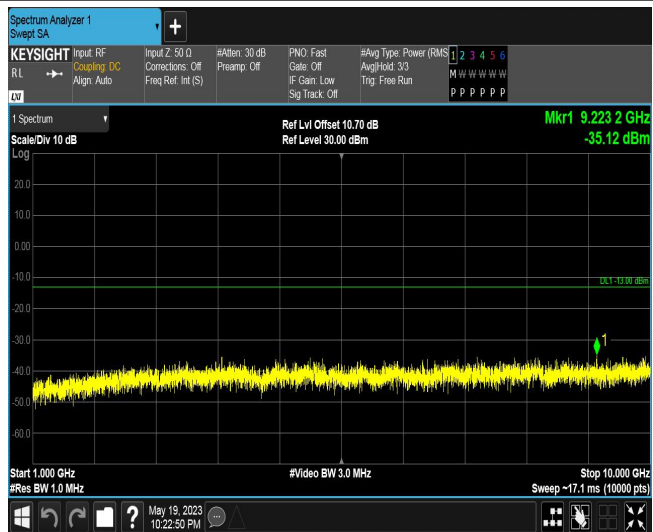 Spectrum Analyzer 1
Swept SA
+
KEYSIGHT
RL
LXI
Input: RF
Coupling: DC
Align: Auto
Input Z: 50 Ω
Corrections: Off
Freq Ref: Int (S)
#Atten: 30 dB
Preamp: Off
PNO: Fast
Gate: Off
IF Gain: Low
Sig Track: Off
#Avg Type: Power (RMS
Avg|Hold: 3/3
Trig: Free Run
1 2 3 4 5 6
M W W W W W
P P P P P P
1 Spectrum
Scale/Div 10 dB
Log
Ref Lvl Offset 10.70 dB
Ref Level 30.00 dBm
Mkr1 9.223 2 GHz
-35.12 dBm
20.0
10.0
0.00
-10.0
DL1 -13.00 dBm
-20.0
-30.0
1
-40.0
-50.0
-60.0
Start 1.000 GHz
#Res BW 1.0 MHz
#Video BW 3.0 MHz
Stop 10.000 GHz
Sweep ~17.1 ms (10000 pts)
?
May 19, 2023
10:22:50 PM